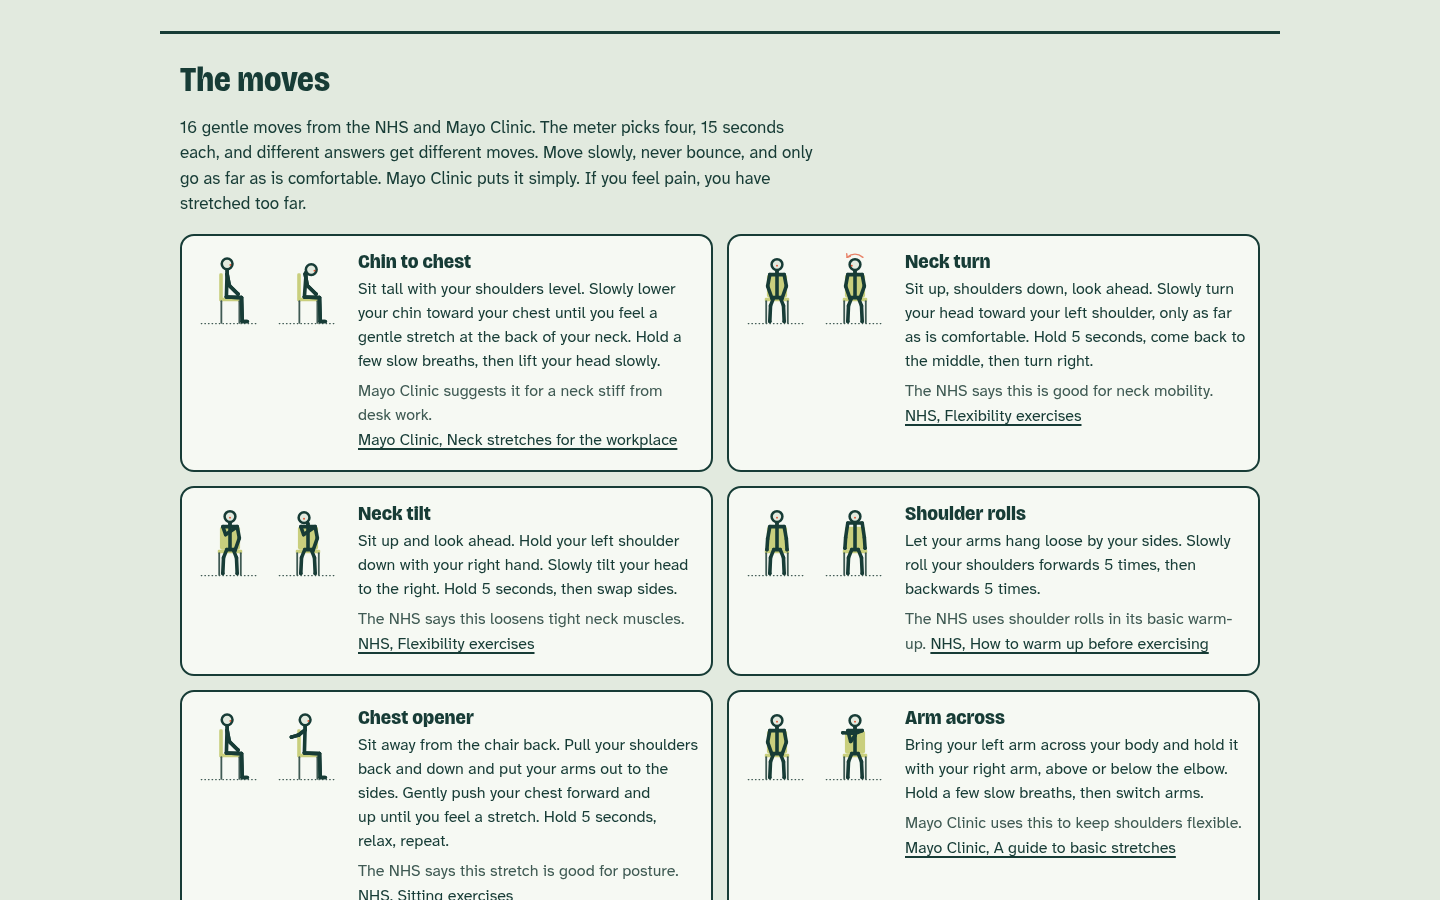 The moves
16 gentle moves from the NHS and Mayo Clinic. The meter picks four, 15 seconds
each, and different answers get different moves. Move slowly, never bounce, and only
go as far as is comfortable. Mayo Clinic puts it simply. If you feel pain, you have
stretched too far.
Chin to chest
Sit tall with your shoulders level. Slowly lower
your chin toward your chest until you feel a
gentle stretch at the back of your neck. Hold a
few slow breaths, then lift your head slowly.
Mayo Clinic suggests it for a neck stiff from
desk work.
Mayo Clinic, Neck stretches for the workplace
Neck turn
Sit up, shoulders down, look ahead. Slowly turn
your head toward your left shoulder, only as far
as is comfortable. Hold 5 seconds, come back to
the middle, then turn right.
The NHS says this is good for neck mobility.
NHS, Flexibility exercises
Neck tilt
Sit up and look ahead. Hold your left shoulder
down with your right hand. Slowly tilt your head
to the right. Hold 5 seconds, then swap sides.
The NHS says this loosens tight neck muscles.
NHS, Flexibility exercises
Shoulder rolls
Let your arms hang loose by your sides. Slowly
roll your shoulders forwards 5 times, then
backwards 5 times.
The NHS uses shoulder rolls in its basic warm-
up. NHS, How to warm up before exercising
Chest opener
Sit away from the chair back. Pull your shoulders
back and down and put your arms out to the
sides. Gently push your chest forward and
up until you feel a stretch. Hold 5 seconds,
relax, repeat.
The NHS says this stretch is good for posture.
NHS, Sitting exercises
Arm across
Bring your left arm across your body and hold it
with your right arm, above or below the elbow.
Hold a few slow breaths, then switch arms.
Mayo Clinic uses this to keep shoulders flexible.
Mayo Clinic, A guide to basic stretches